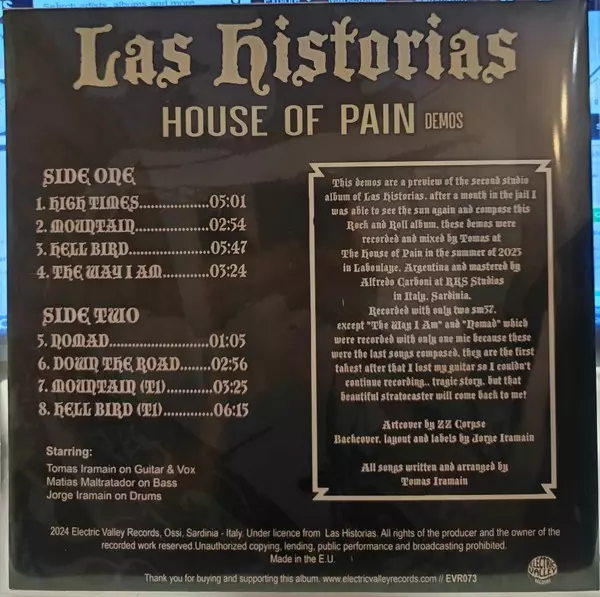 Select artists, albums and more
Las Historias
HOUSE OF PAIN DEMOS
SIDE ONE
1. HIGH TIMES...................05:01
2. MOUNTAIN.....................02:54
3. HELL BIRD.....................05:47
4. THE WAY I AM................03:24
SIDE TWO
5. NOMAD..........................01:05
6. DOWN THE ROAD............02:56
7. MOUNTAIN (T1)..............03:25
8. HELL BIRD (T1)..............06:15
Starring:
Tomas Iramain on Guitar & Vox
Matias Maltratador on Bass
Jorge Iramain on Drums
This demos are a preview of the second studio
album of Las Historias, after a month in the jail I
was able to see the sun again and compose this
Rock and Roll album, these demos were
recorded and mixed by Tomas at
The House of Pain in the summer of 2023
in Laboulaye, Argentina and mastered by
Alfredo Carboni at RKS Studios
in Italy, Sardinia.
Recorded with only two sm57,
except "The Way I Am" and "Nomad" which
were recorded with only one mic because these
were the last songs composed, they are the first
takes! after that I lost my guitar so I couldn't
continue recording.. tragic story, but that
beautiful stratocaster will come back to me!
Artcover by ZZ Corpse
Backcover, layout and labels by Jorge Iramain
All songs written and arranged by
Tomas Iramain
2024 Electric Valley Records, Ossi, Sardinia - Italy. Under licence from Las Historias. All rights of the producer and the owner of the
recorded work reserved.Unauthorized copying, lending, public performance and broadcasting prohibited.
Made in the E.U.
Thank you for buying and supporting this album. www.electricvalleyrecords.com // EVR073
ELECTRIC
VALLEY
RECORDS